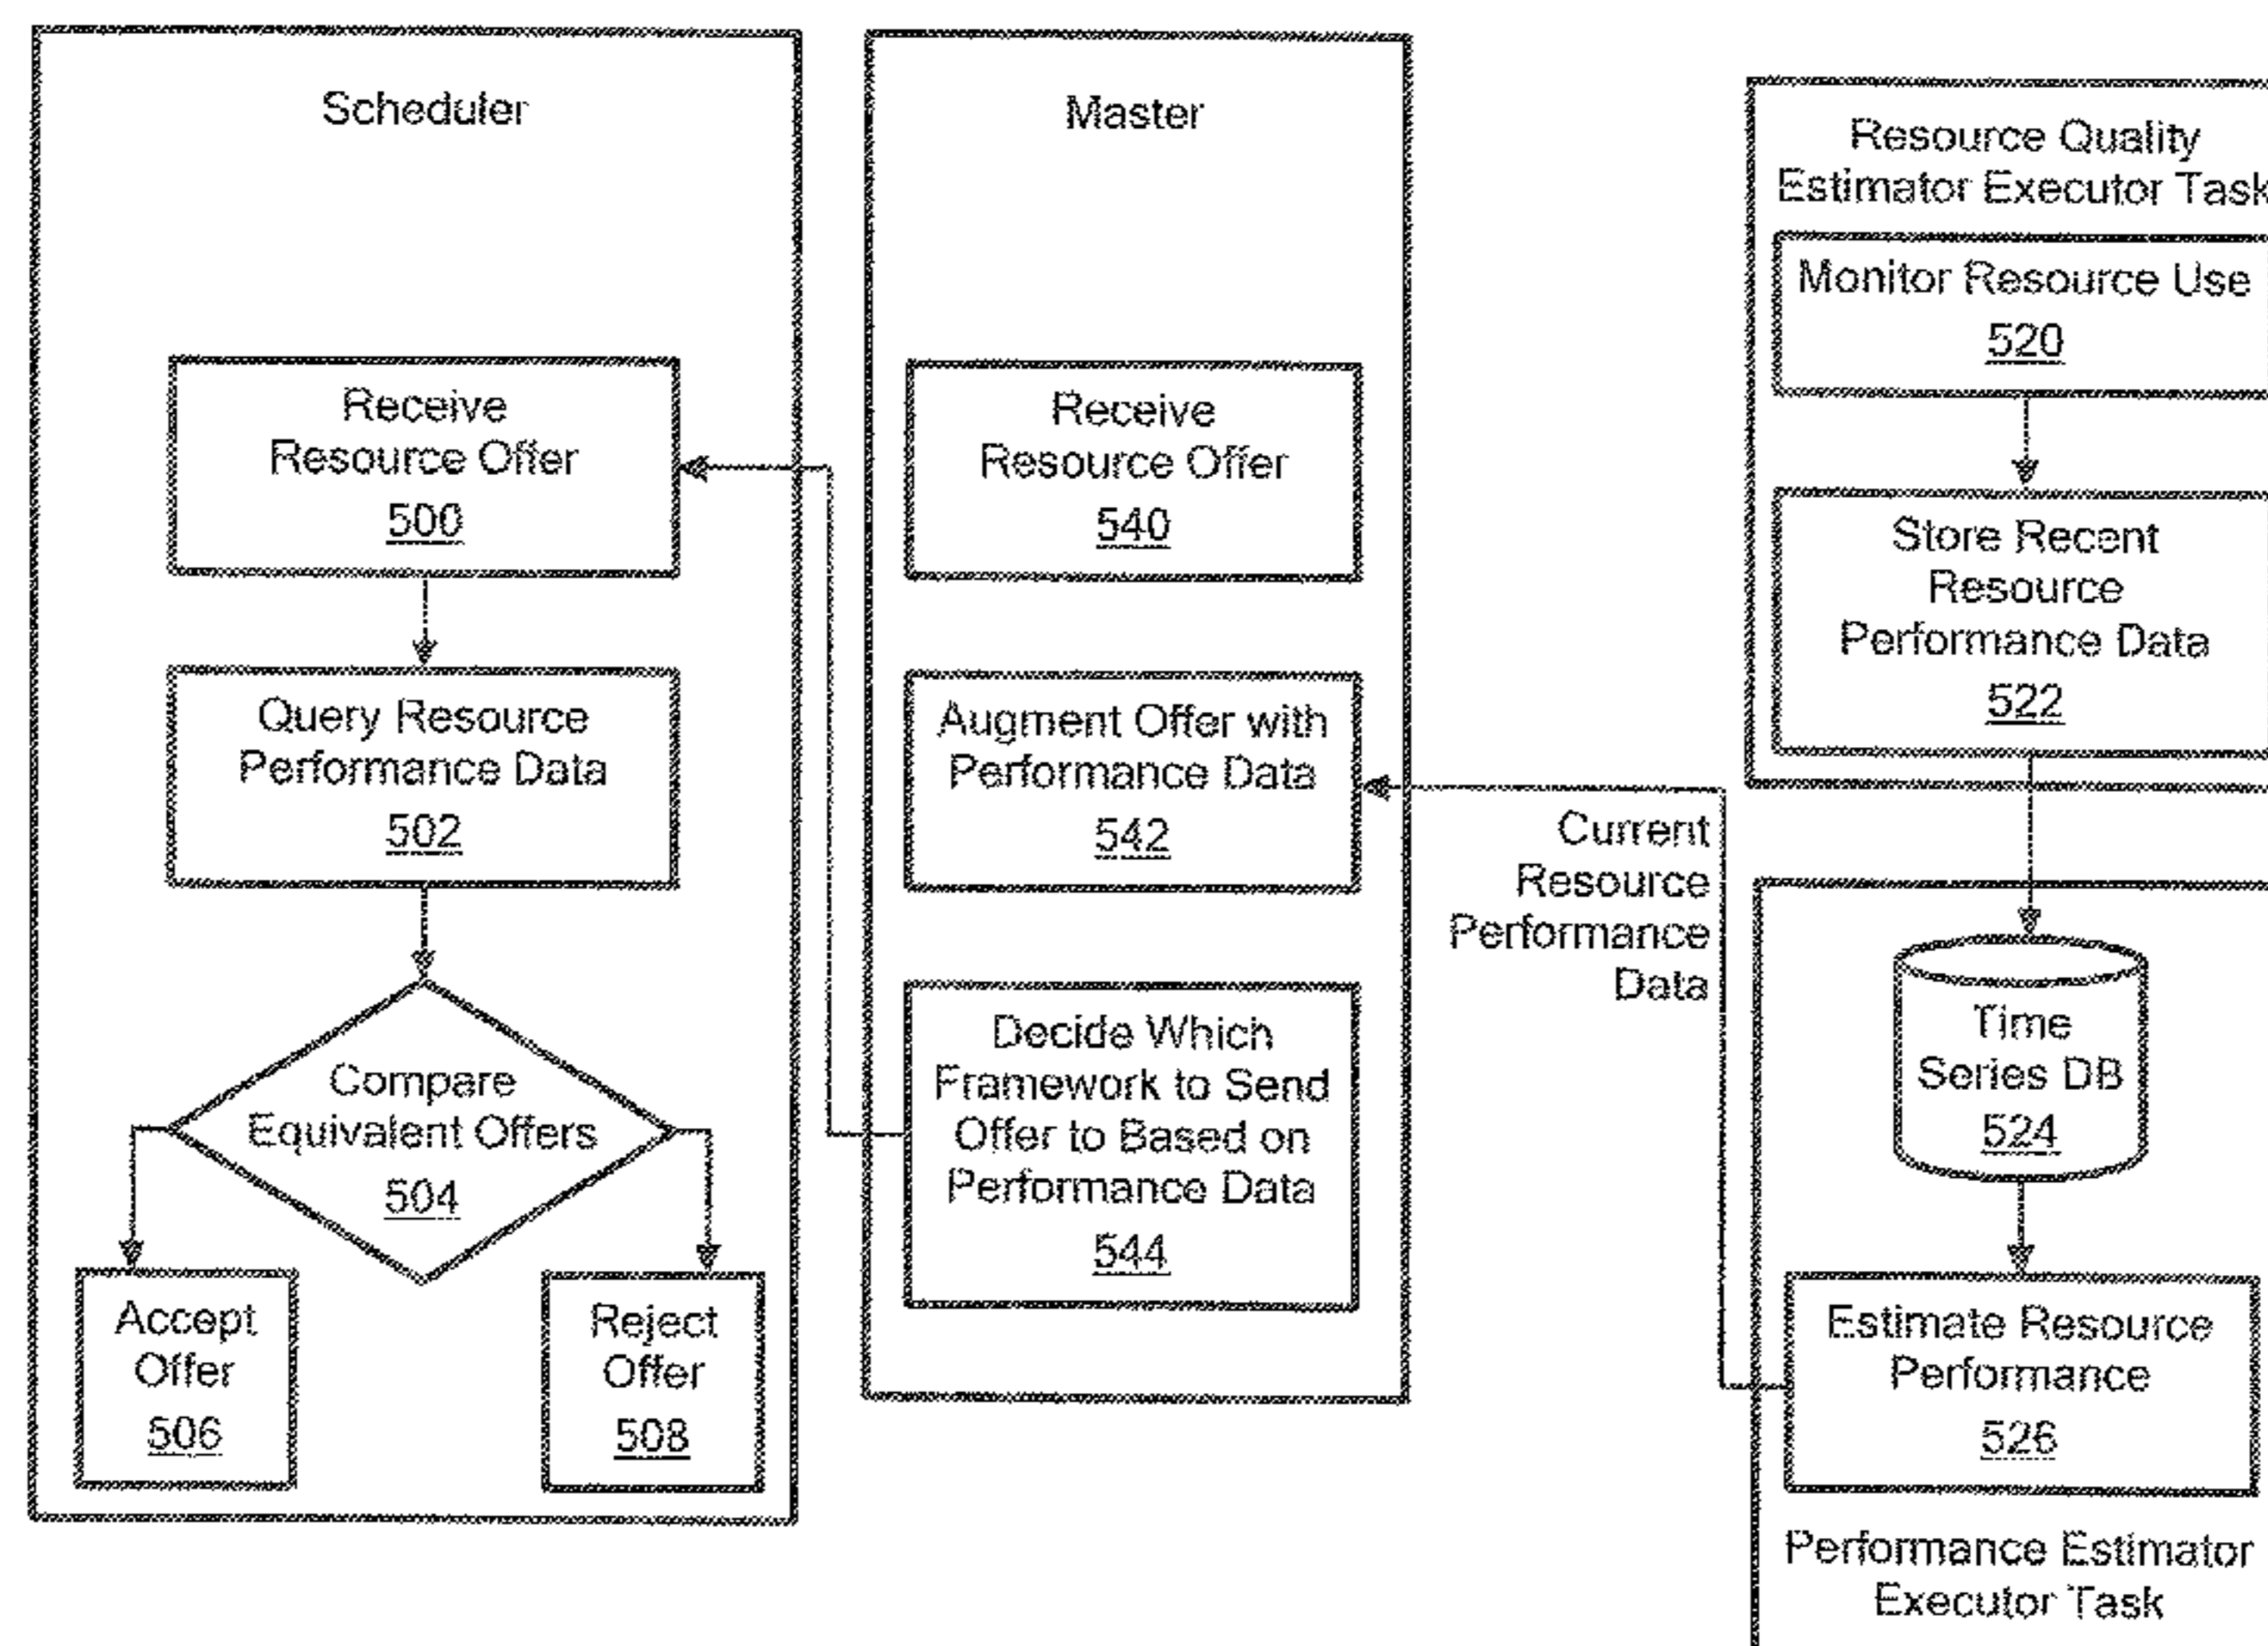 Scheduler
Receive
Resource Offer
500
Query Resource
Performance Data
502
Compare
Equivalent Offers
504
Accept
Offer
506
Reject
Offer
508
Master
Receive
Resource Offer
540
Augment Offer with
Performance Data
542
Decide Which
Framework to Send
Offer to Based on
Performance Data
544
Current
Resource
Performance
Data
Resource Quality
Estimator Executor Task
Monitor Resource Use
520
Store Recent
Resource
Performance Data
522
Time
Series DB
524
Estimate Resource
Performance
526
Performance Estimator
Executor Task